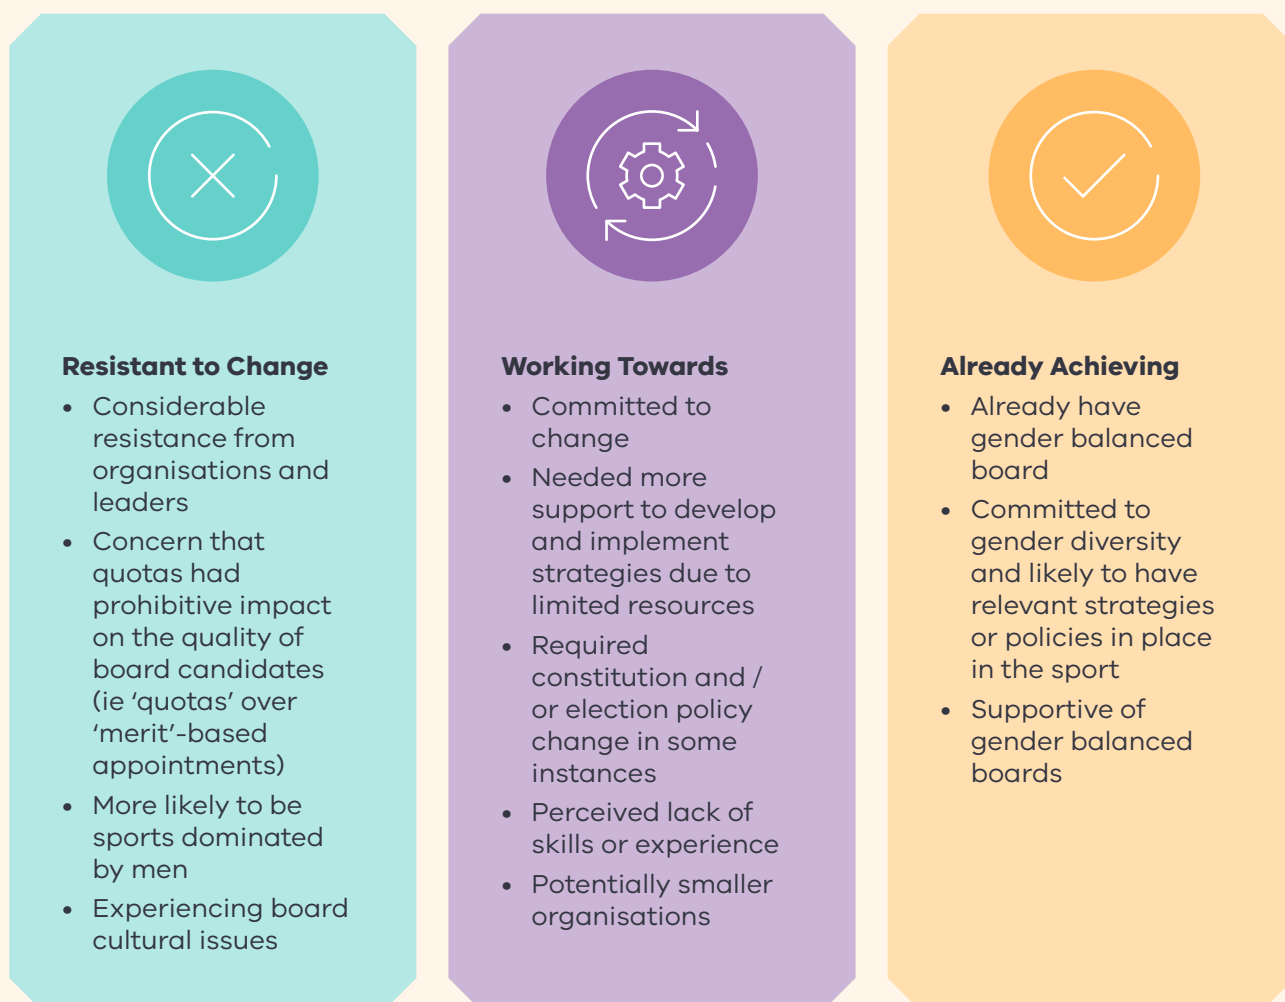 Resistant to Change
• Considerable
resistance from
organisations and
leaders
• Concern that
quotas had
prohibitive impact
on the quality of
board candidates
(ie ‘quotas’ over
‘merit’-based
appointments)
• More likely to be
sports dominated
by men
• Experiencing board
cultural issues
Working Towards
• Committed to
change
• Needed more
support to develop
and implement
strategies due to
limited resources
• Required
constitution and /
or election policy
change in some
instances
• Perceived lack of
skills or experience
• Potentially smaller
organisations
Already Achieving
• Already have
gender balanced
board
• Committed to
gender diversity
and likely to have
relevant strategies
or policies in place
in the sport
• Supportive of
gender balanced
boards